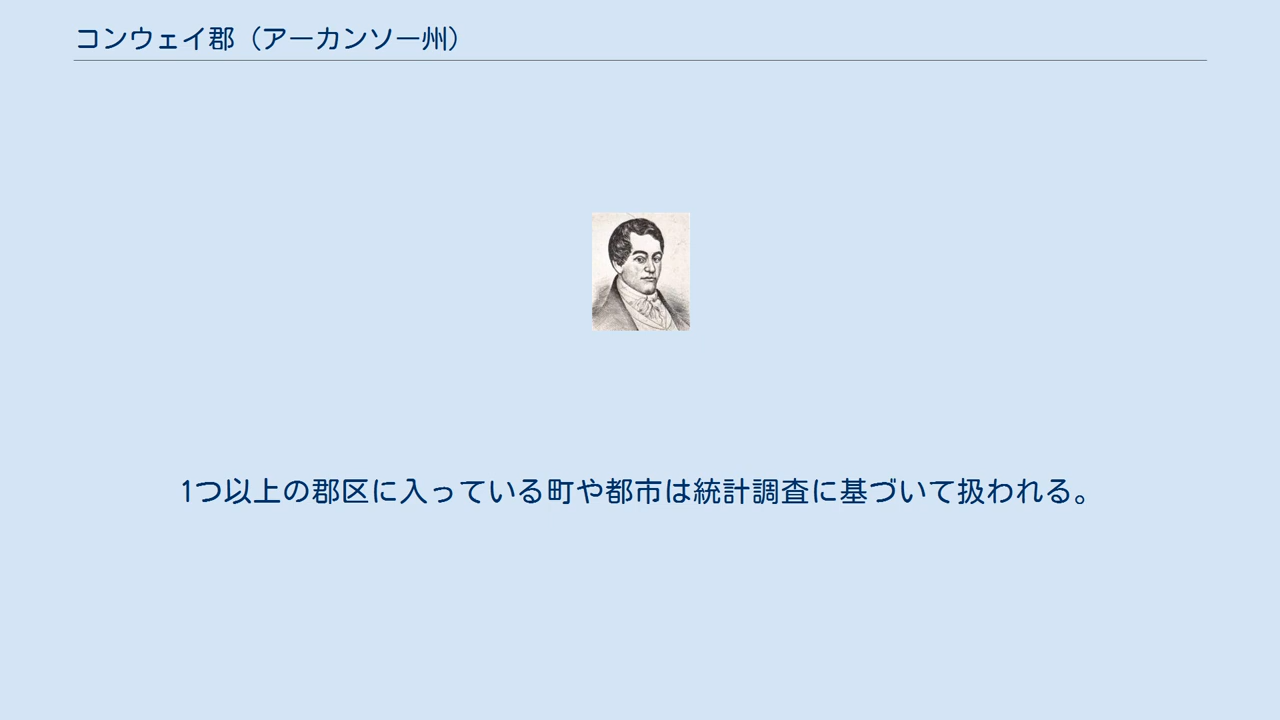 コンウェイ郡（アーカンソー州）
1つ以上の郡区に入っている町や都市は統計調査に基づいて扱われる。